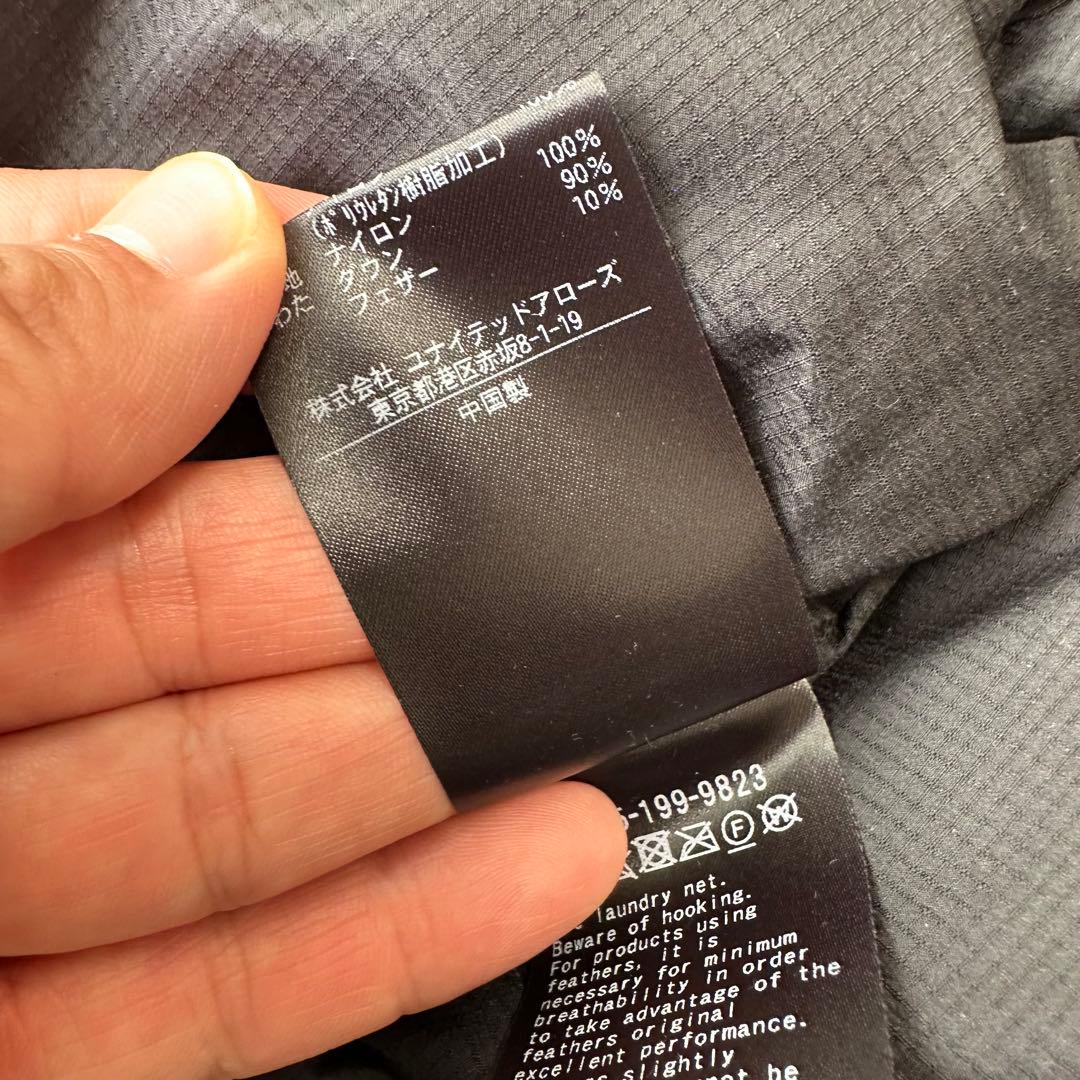 (ポリウレタン樹脂加工)
ナイロン 100%
ダウン 90%
フェザー 10%
株式会社 ユナイテッドアローズ
東京都港区赤坂8-1-19
中国製
-199-9823
laundry net.
Beware of hooking.
For products using
feathers, it is
necessary for minimum
breathability in order
to take advantage of the
feathers original
excellent performance.
slightly
be